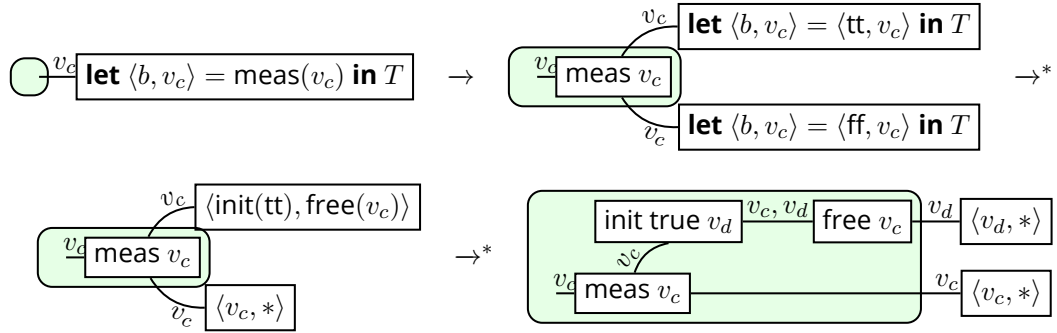 v_c let ⟨b, v_c⟩ = meas(v_c) in T
→
v_c let ⟨b, v_c⟩ = ⟨tt, v_c⟩ in T
v_c meas v_c
v_c let ⟨b, v_c⟩ = ⟨ff, v_c⟩ in T
→*
v_c ⟨init(tt), free(v_c)⟩
v_c meas v_c
v_c ⟨v_c, *⟩
→*
init true v_d v_c, v_d free v_c v_d ⟨v_d, *⟩
v_c
v_c meas v_c v_c ⟨v_c, *⟩